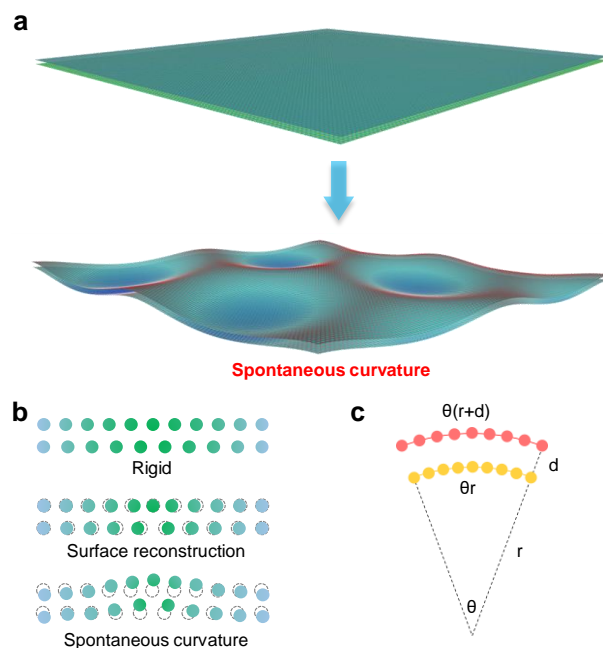 a
Spontaneous curvature
b
Rigid
Surface reconstruction
Spontaneous curvature
c
θ(r+d)
d
θr
r
θ